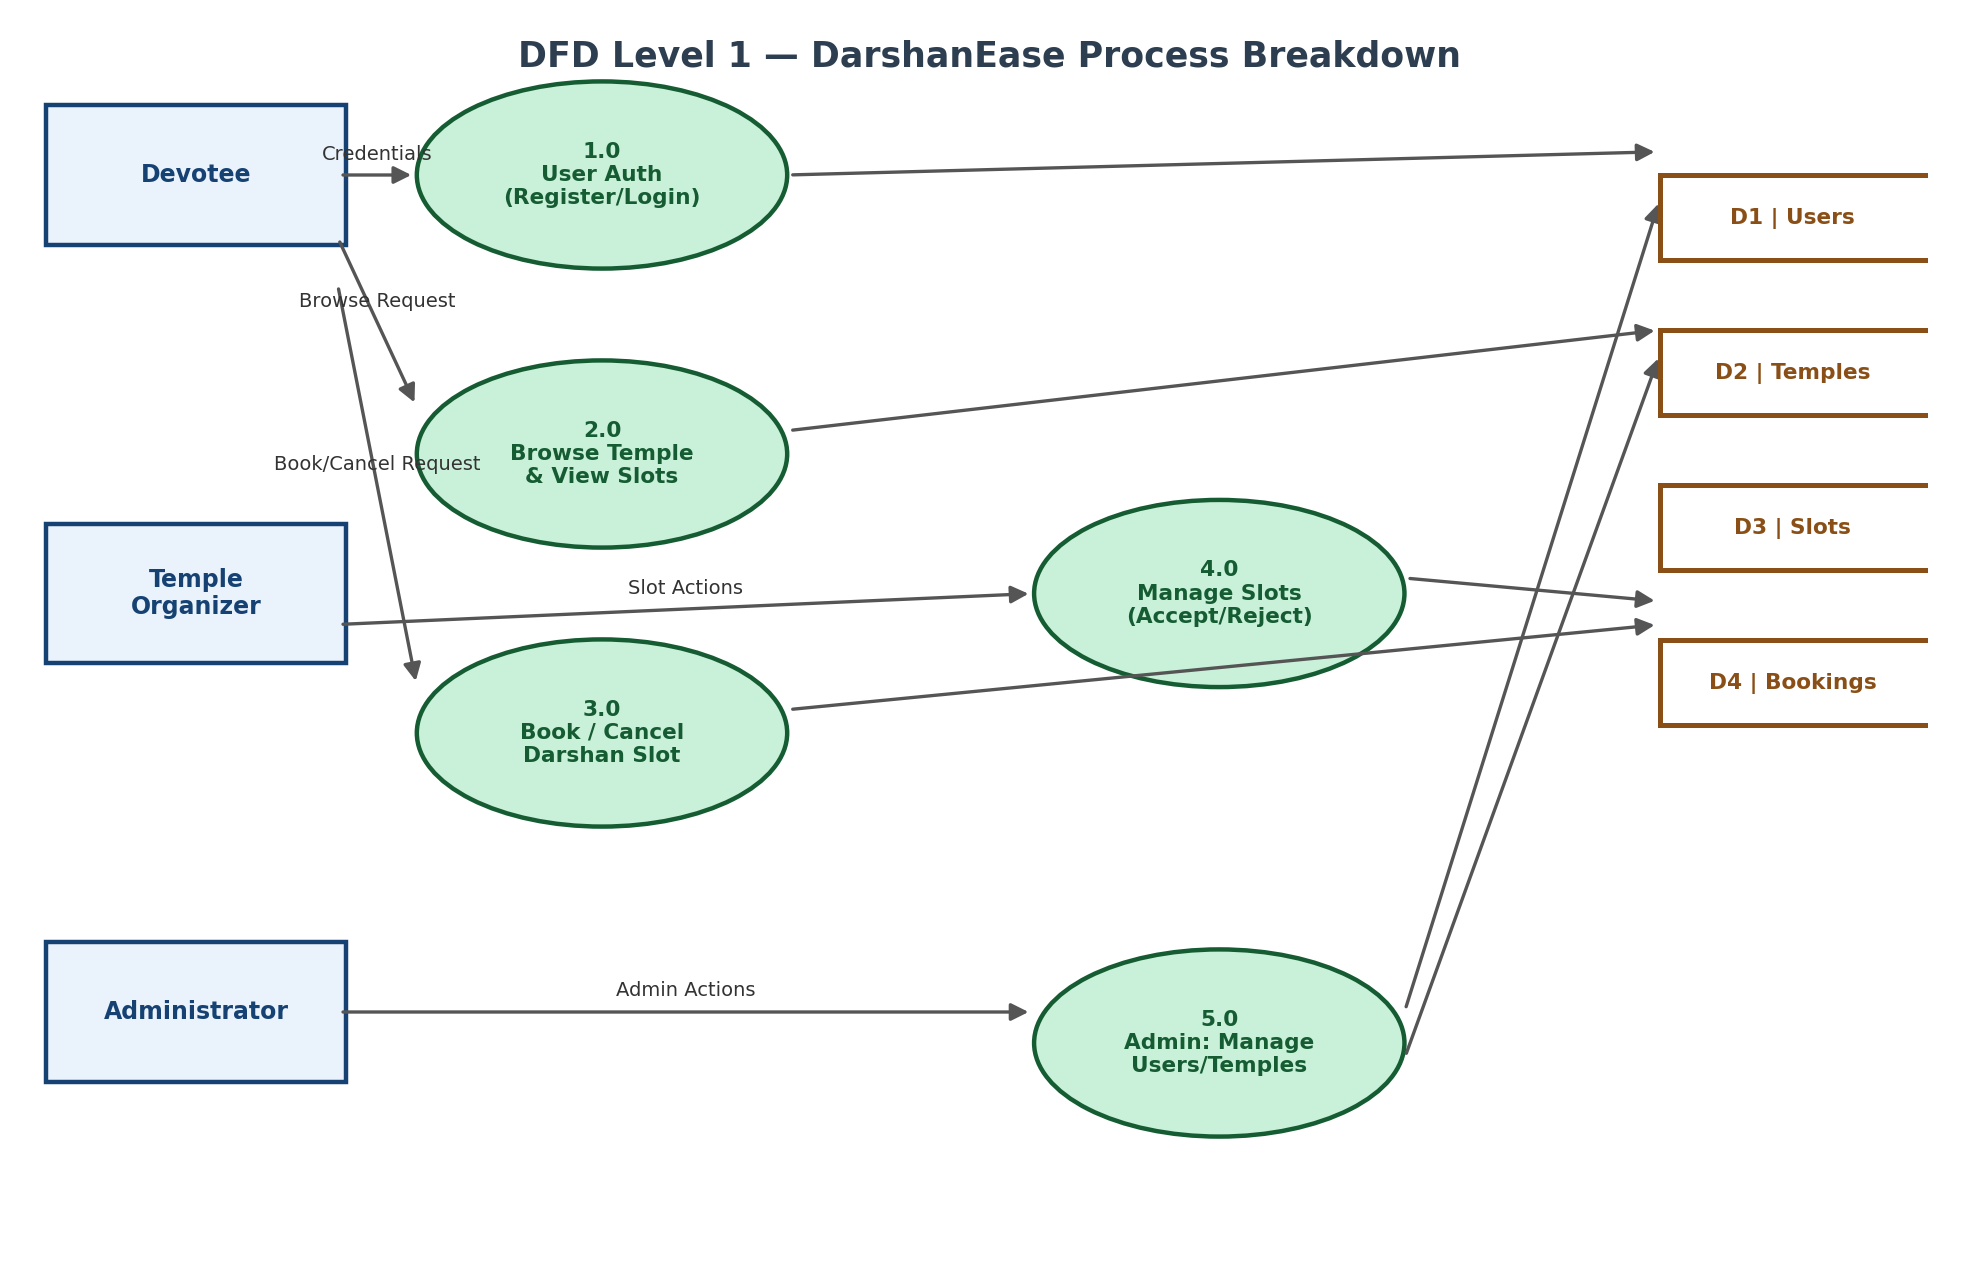 DFD Level 1 — DarshanEase Process Breakdown
Devotee
Credentials
1.0
User Auth
(Register/Login)
D1 | Users
Browse Request
2.0
Browse Temple
& View Slots
D2 | Temples
Book/Cancel Request
D3 | Slots
Temple
Organizer
Slot Actions
4.0
Manage Slots
(Accept/Reject)
3.0
Book / Cancel
Darshan Slot
D4 | Bookings
Administrator
Admin Actions
5.0
Admin: Manage
Users/Temples